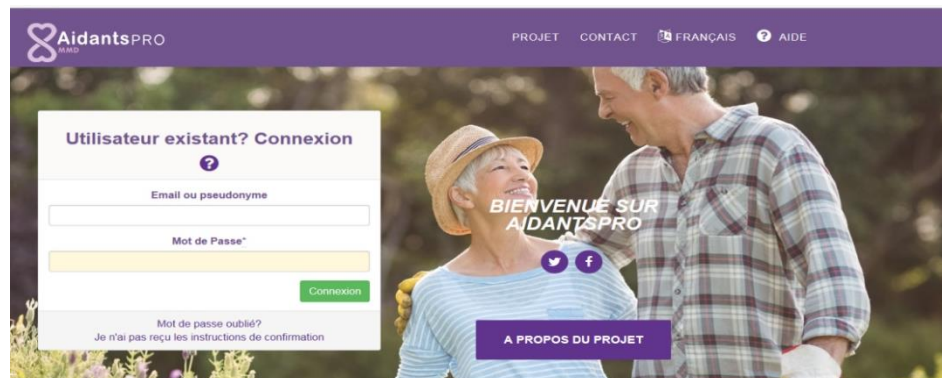 AidantsPRO
MMD
PROJET CONTACT FRANÇAIS ? AIDE
Utilisateur existant? Connexion
?
Email ou pseudonyme
Mot de Passe*
Connexion
Mot de passe oublié?
Je n'ai pas reçu les instructions de confirmation
BIENVENUE SUR
AIDANTSPRO
A PROPOS DU PROJET